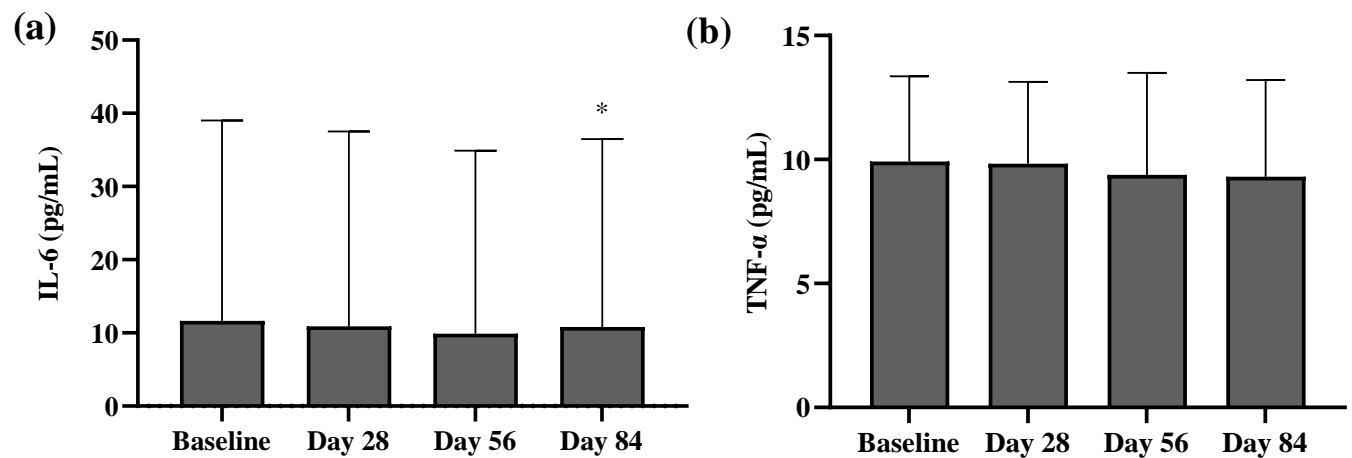 (a)
IL-6 (pg/mL)
50
40
30
20
10
0
*
Baseline Day 28 Day 56 Day 84
(b)
TNF-α (pg/mL)
15
10
5
0
Baseline Day 28 Day 56 Day 84